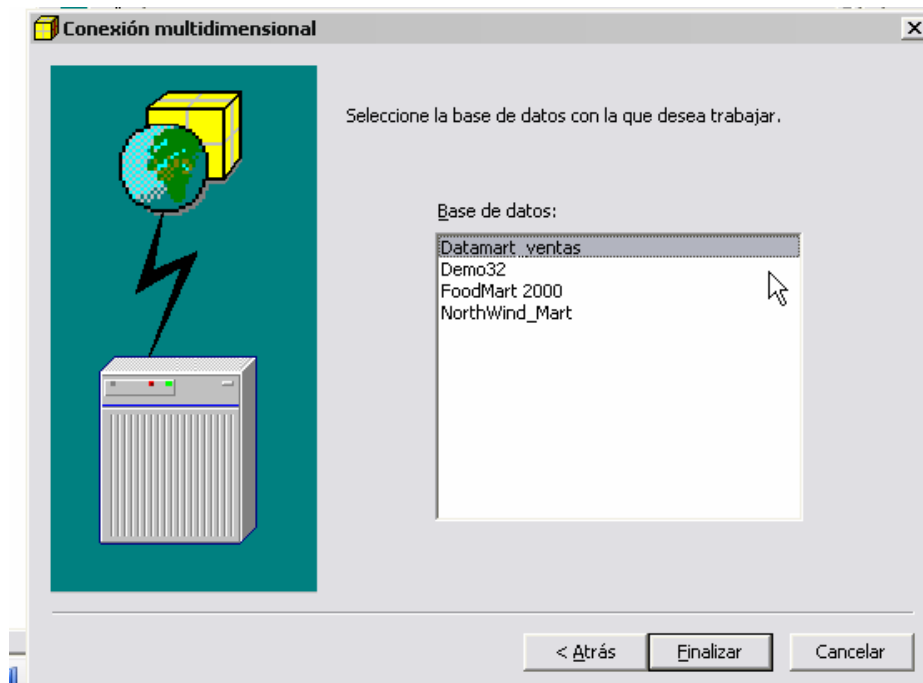 Conexión multidimensional
Seleccione la base de datos con la que desea trabajar.
Base de datos:
Datamart_ventas
Demo32
FoodMart 2000
NorthWind_Mart
< Atrás Finalizar Cancelar